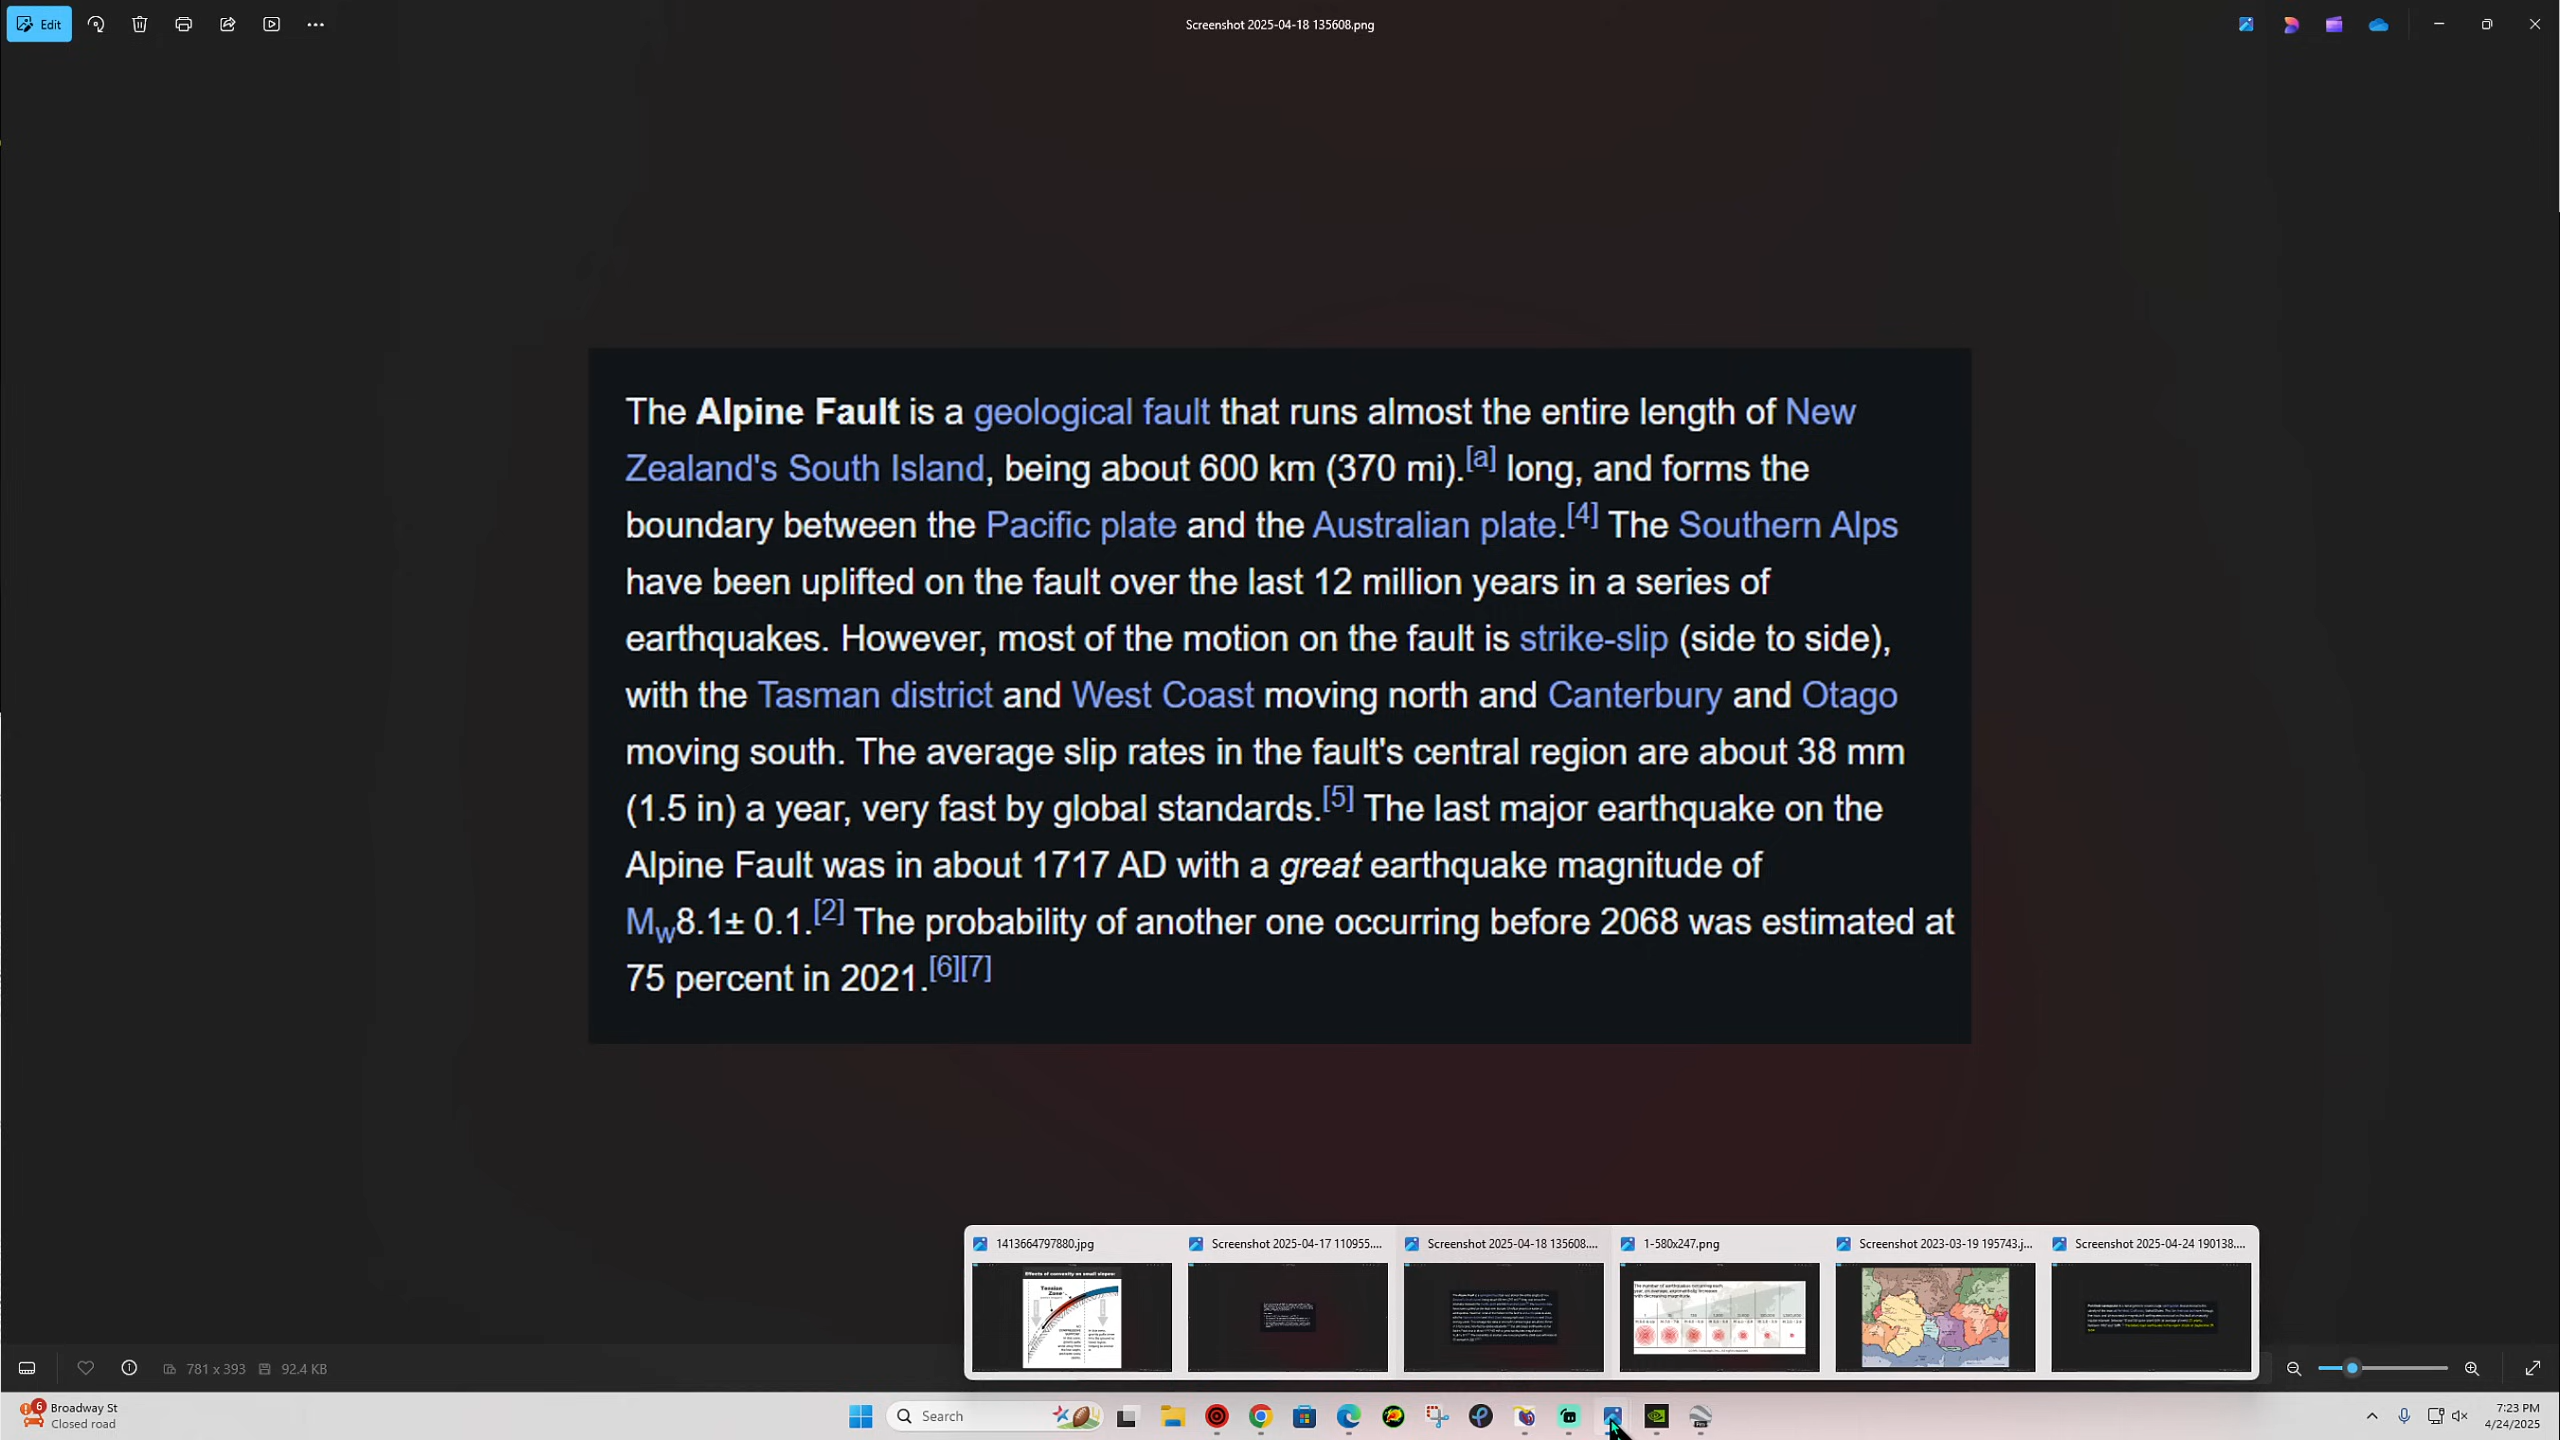 Edit
Screenshot 2025-04-18 135608.png
The Alpine Fault is a geological fault that runs almost the entire length of New
Zealand's South Island, being about 600 km (370 mi).[a] long, and forms the
boundary between the Pacific plate and the Australian plate.[4] The Southern Alps
have been uplifted on the fault over the last 12 million years in a series of
earthquakes. However, most of the motion on the fault is strike-slip (side to side),
with the Tasman district and West Coast moving north and Canterbury and Otago
moving south. The average slip rates in the fault's central region are about 38 mm
(1.5 in) a year, very fast by global standards.[5] The last major earthquake on the
Alpine Fault was in about 1717 AD with a great earthquake magnitude of
Mw8.1± 0.1.[2] The probability of another one occurring before 2068 was estimated at
75 percent in 2021.[6][7]
1413664797880.jpg
Screenshot 2025-04-17 110955....
Screenshot 2025-04-18 135608....
1-580x247.png
Screenshot 2023-03-19 195743.j...
Screenshot 2025-04-24 190138....
Tension
Zone
781 x 393
92.4 KB
6
Broadway St
Closed road
Search
7:23 PM
4/24/2025